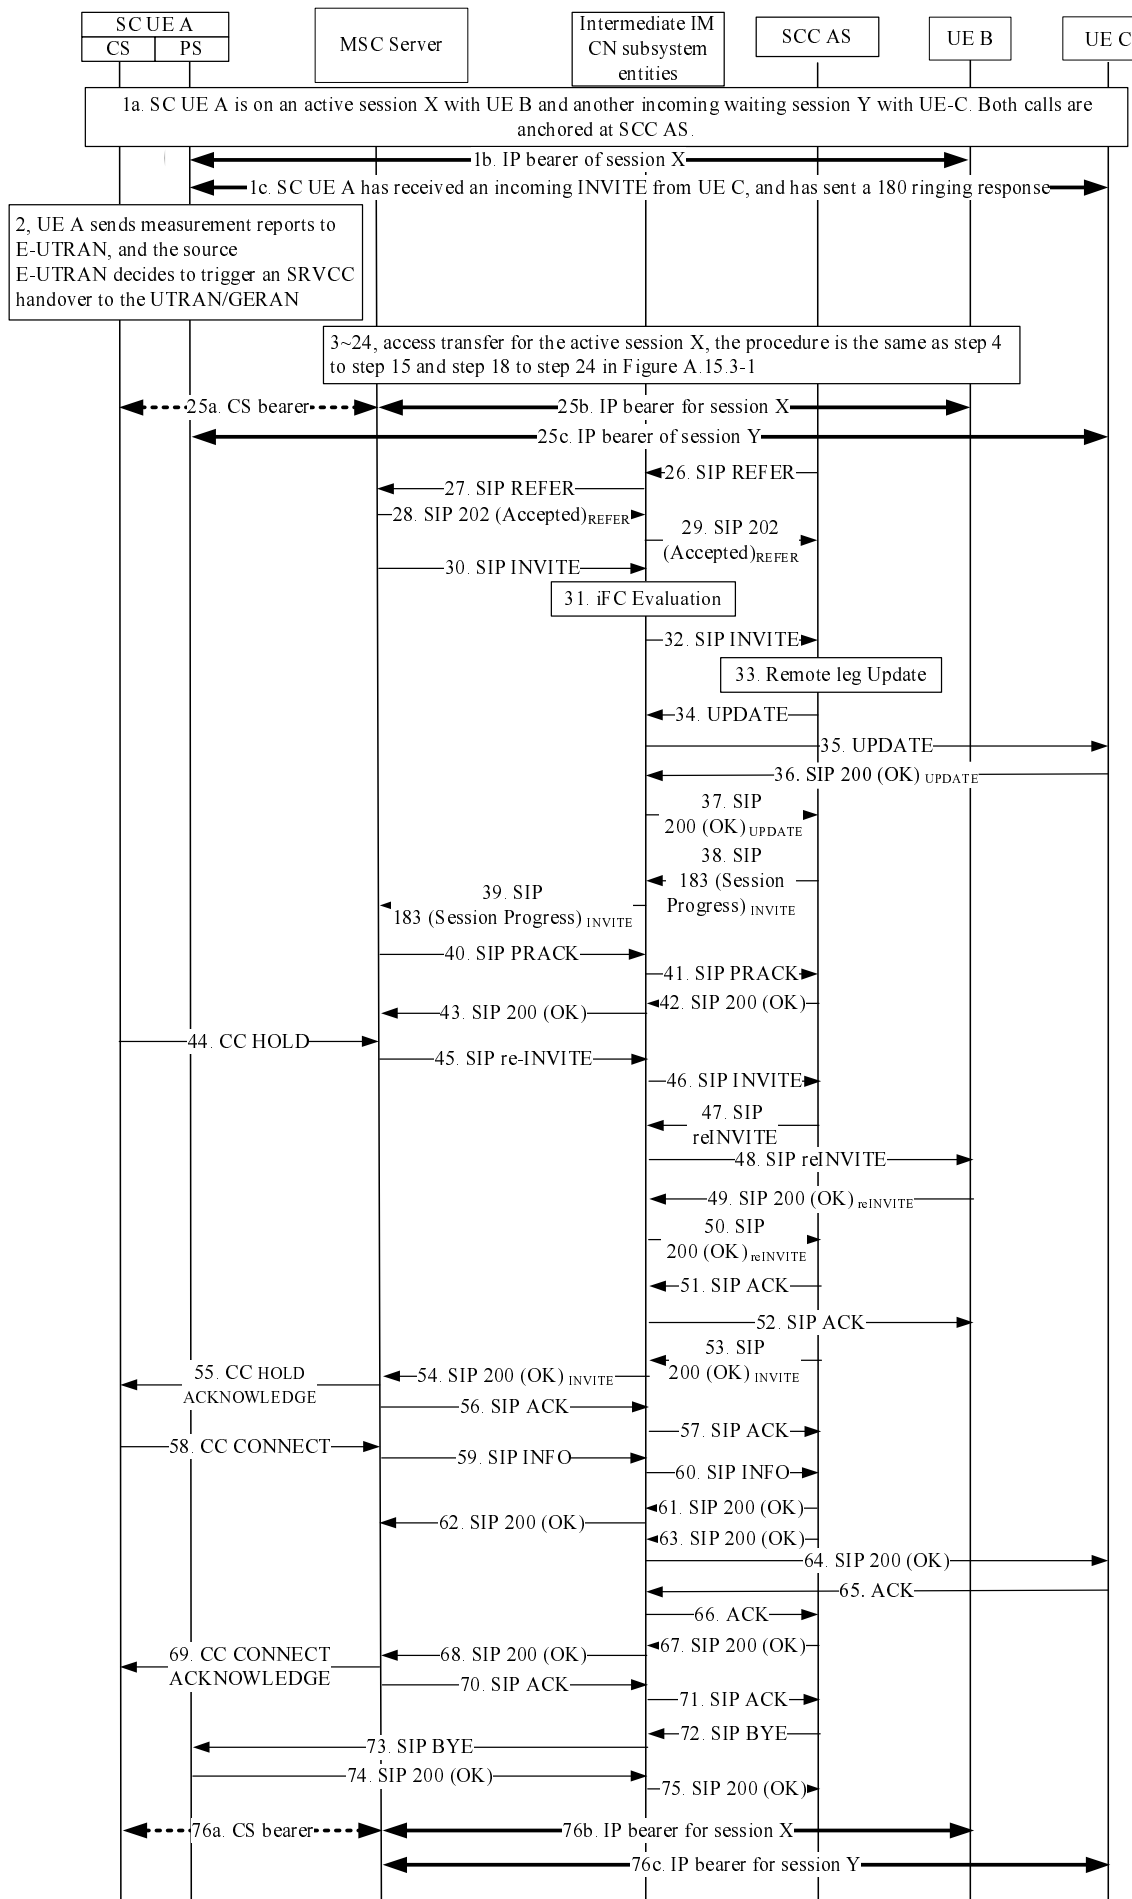 SC UE A
CS
PS
MSC Server
Intermediate IM
CN subsystem
entities
SCC AS
UE B
UE C
1a. SC UE A is on an active session X with UE B and another incoming waiting session Y with UE-C. Both calls are
anchored at SCC AS.
1b. IP bearer of session X
1c. SC UE A has received an incoming INVITE from UE C, and has sent a 180 ringing response
2, UE A sends measurement reports to
E-UTRAN, and the source
E-UTRAN decides to trigger an SRVCC
handover to the UTRAN/GERAN
3~24, access transfer for the active session X, the procedure is the same as step 4
to step 15 and step 18 to step 24 in Figure A.15.3-1
25a. CS bearer
25b. IP bearer for session X
25c. IP bearer of session Y
26. SIP REFER
27. SIP REFER
28. SIP 202 (Accepted)REFER
29. SIP 202
(Accepted)REFER
30. SIP INVITE
31. iFC Evaluation
32. SIP INVITE
33. Remote leg Update
34. UPDATE
35. UPDATE
36. SIP 200 (OK) UPDATE
37. SIP
200 (OK) UPDATE
38. SIP
183 (Session
Progress) INVITE
39. SIP
183 (Session Progress) INVITE
40. SIP PRACK
41. SIP PRACK
42. SIP 200 (OK)
43. SIP 200 (OK)
44. CC HOLD
45. SIP re-INVITE
46. SIP INVITE
47. SIP
reINVITE
48. SIP reINVITE
49. SIP 200 (OK) reINVITE
50. SIP
200 (OK) reINVITE
51. SIP ACK
52. SIP ACK
53. SIP
200 (OK) INVITE
54. SIP 200 (OK) INVITE
55. CC HOLD
ACKNOWLEDGE
56. SIP ACK
57. SIP ACK
58. CC CONNECT
59. SIP INFO
60. SIP INFO
61. SIP 200 (OK)
62. SIP 200 (OK)
63. SIP 200 (OK)
64. SIP 200 (OK)
65. ACK
66. ACK
67. SIP 200 (OK)
68. SIP 200 (OK)
69. CC CONNECT
ACKNOWLEDGE
70. SIP ACK
71. SIP ACK
72. SIP BYE
73. SIP BYE
74. SIP 200 (OK)
75. SIP 200 (OK)
76a. CS bearer
76b. IP bearer for session X
76c. IP bearer for session Y